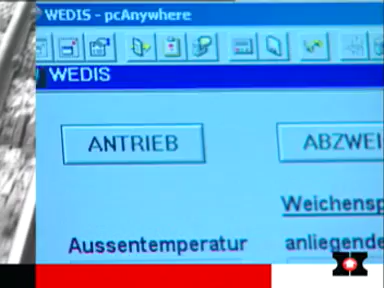 WEDIS - pcAnywhere
WEDIS
ANTRIEB
ABZWEI
Weichensp
Aussentemperatur
anliegende